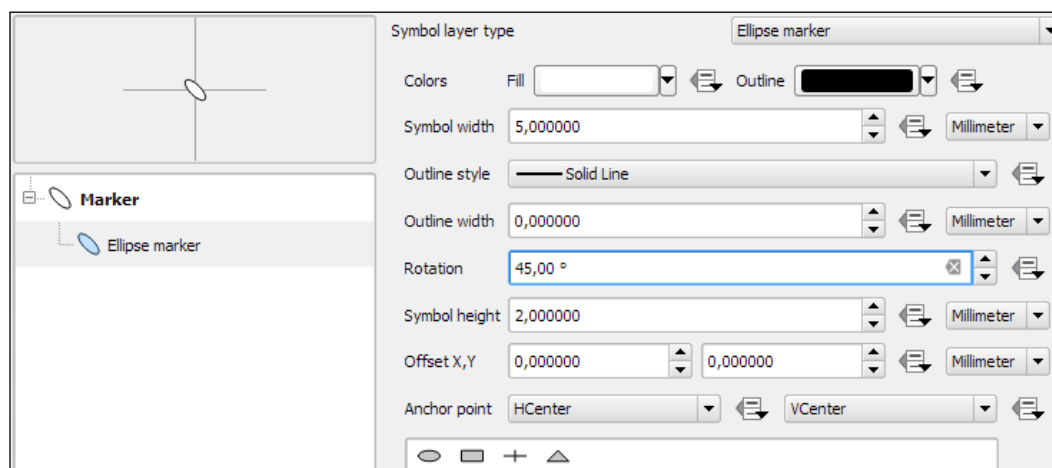 Symbol layer type Ellipse marker
Colors Fill Outline
Symbol width 5,000000 Millimeter
Outline style Solid Line
Marker
Outline width 0,000000 Millimeter
Ellipse marker
Rotation 45,00 °
Symbol height 2,000000 Millimeter
Offset X,Y 0,000000 0,000000 Millimeter
Anchor point HCenter VCenter